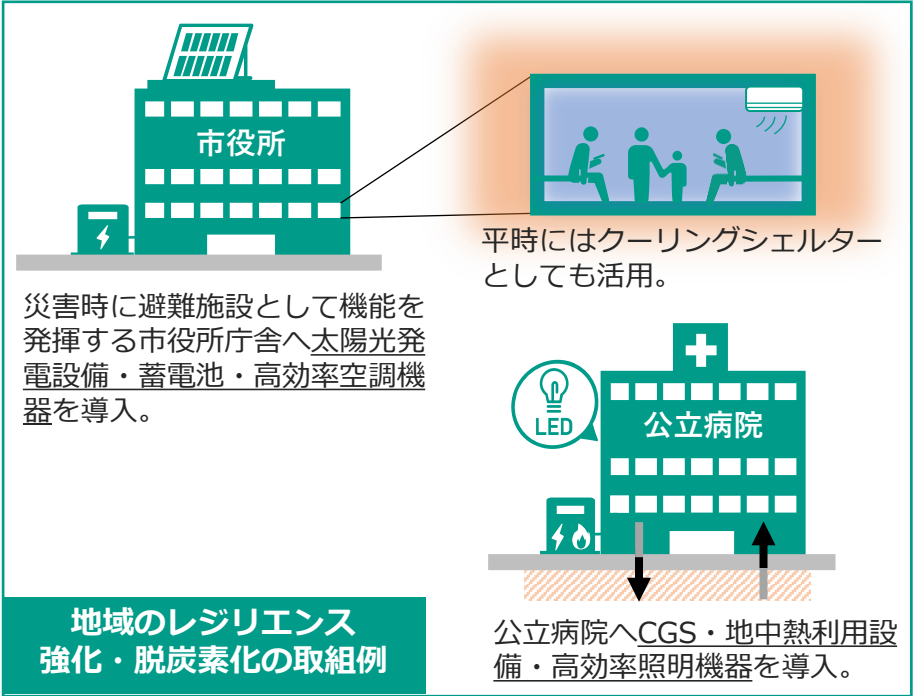 市役所
平時にはクーリングシェルター
としても活用。
災害時に避難施設として機能を
発揮する市役所庁舎へ太陽光発
電設備・蓄電池・高効率空調機
器を導入。
LED
公立病院
公立病院へCGS・地中熱利用設
備・高効率照明機器を導入。
地域のレジリエンス
強化・脱炭素化の取組例